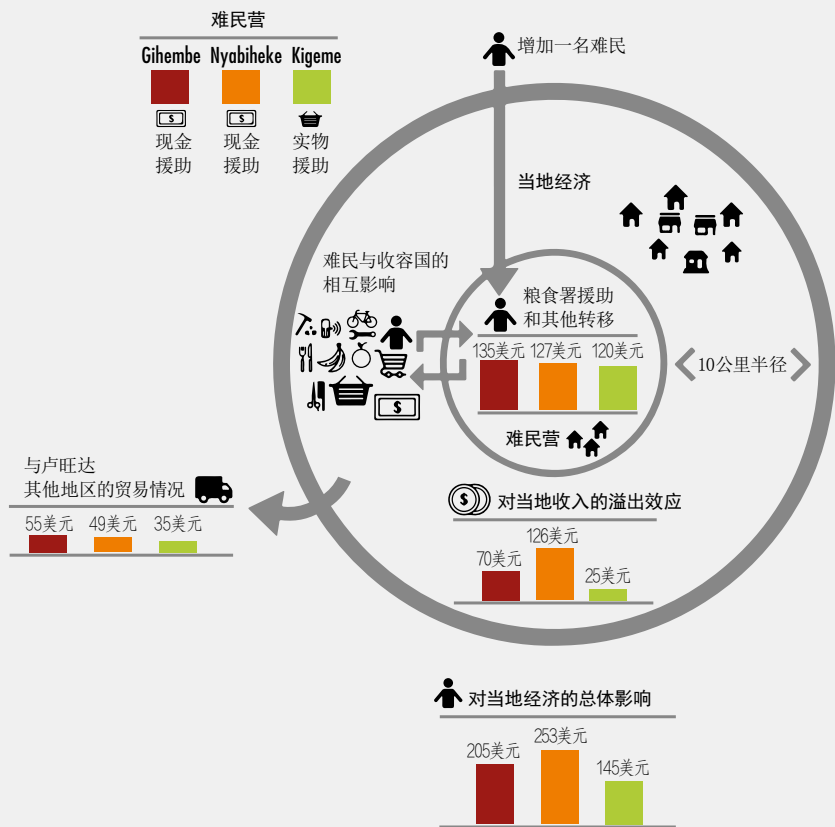 难民营
Gihembe Nyabiheke Kigeme
$ $
现金 现金 实物
援助 援助 援助
增加一名难民
当地经济
难民与收容国的
相互影响
粮食署援助
和其他转移
135美元 127美元 120美元
10公里半径
$
难民营
与卢旺达
其他地区的贸易情况
55美元 49美元 35美元
$ 对当地收入的溢出效应
70美元 126美元 25美元
对当地经济的总体影响
205美元 253美元 145美元